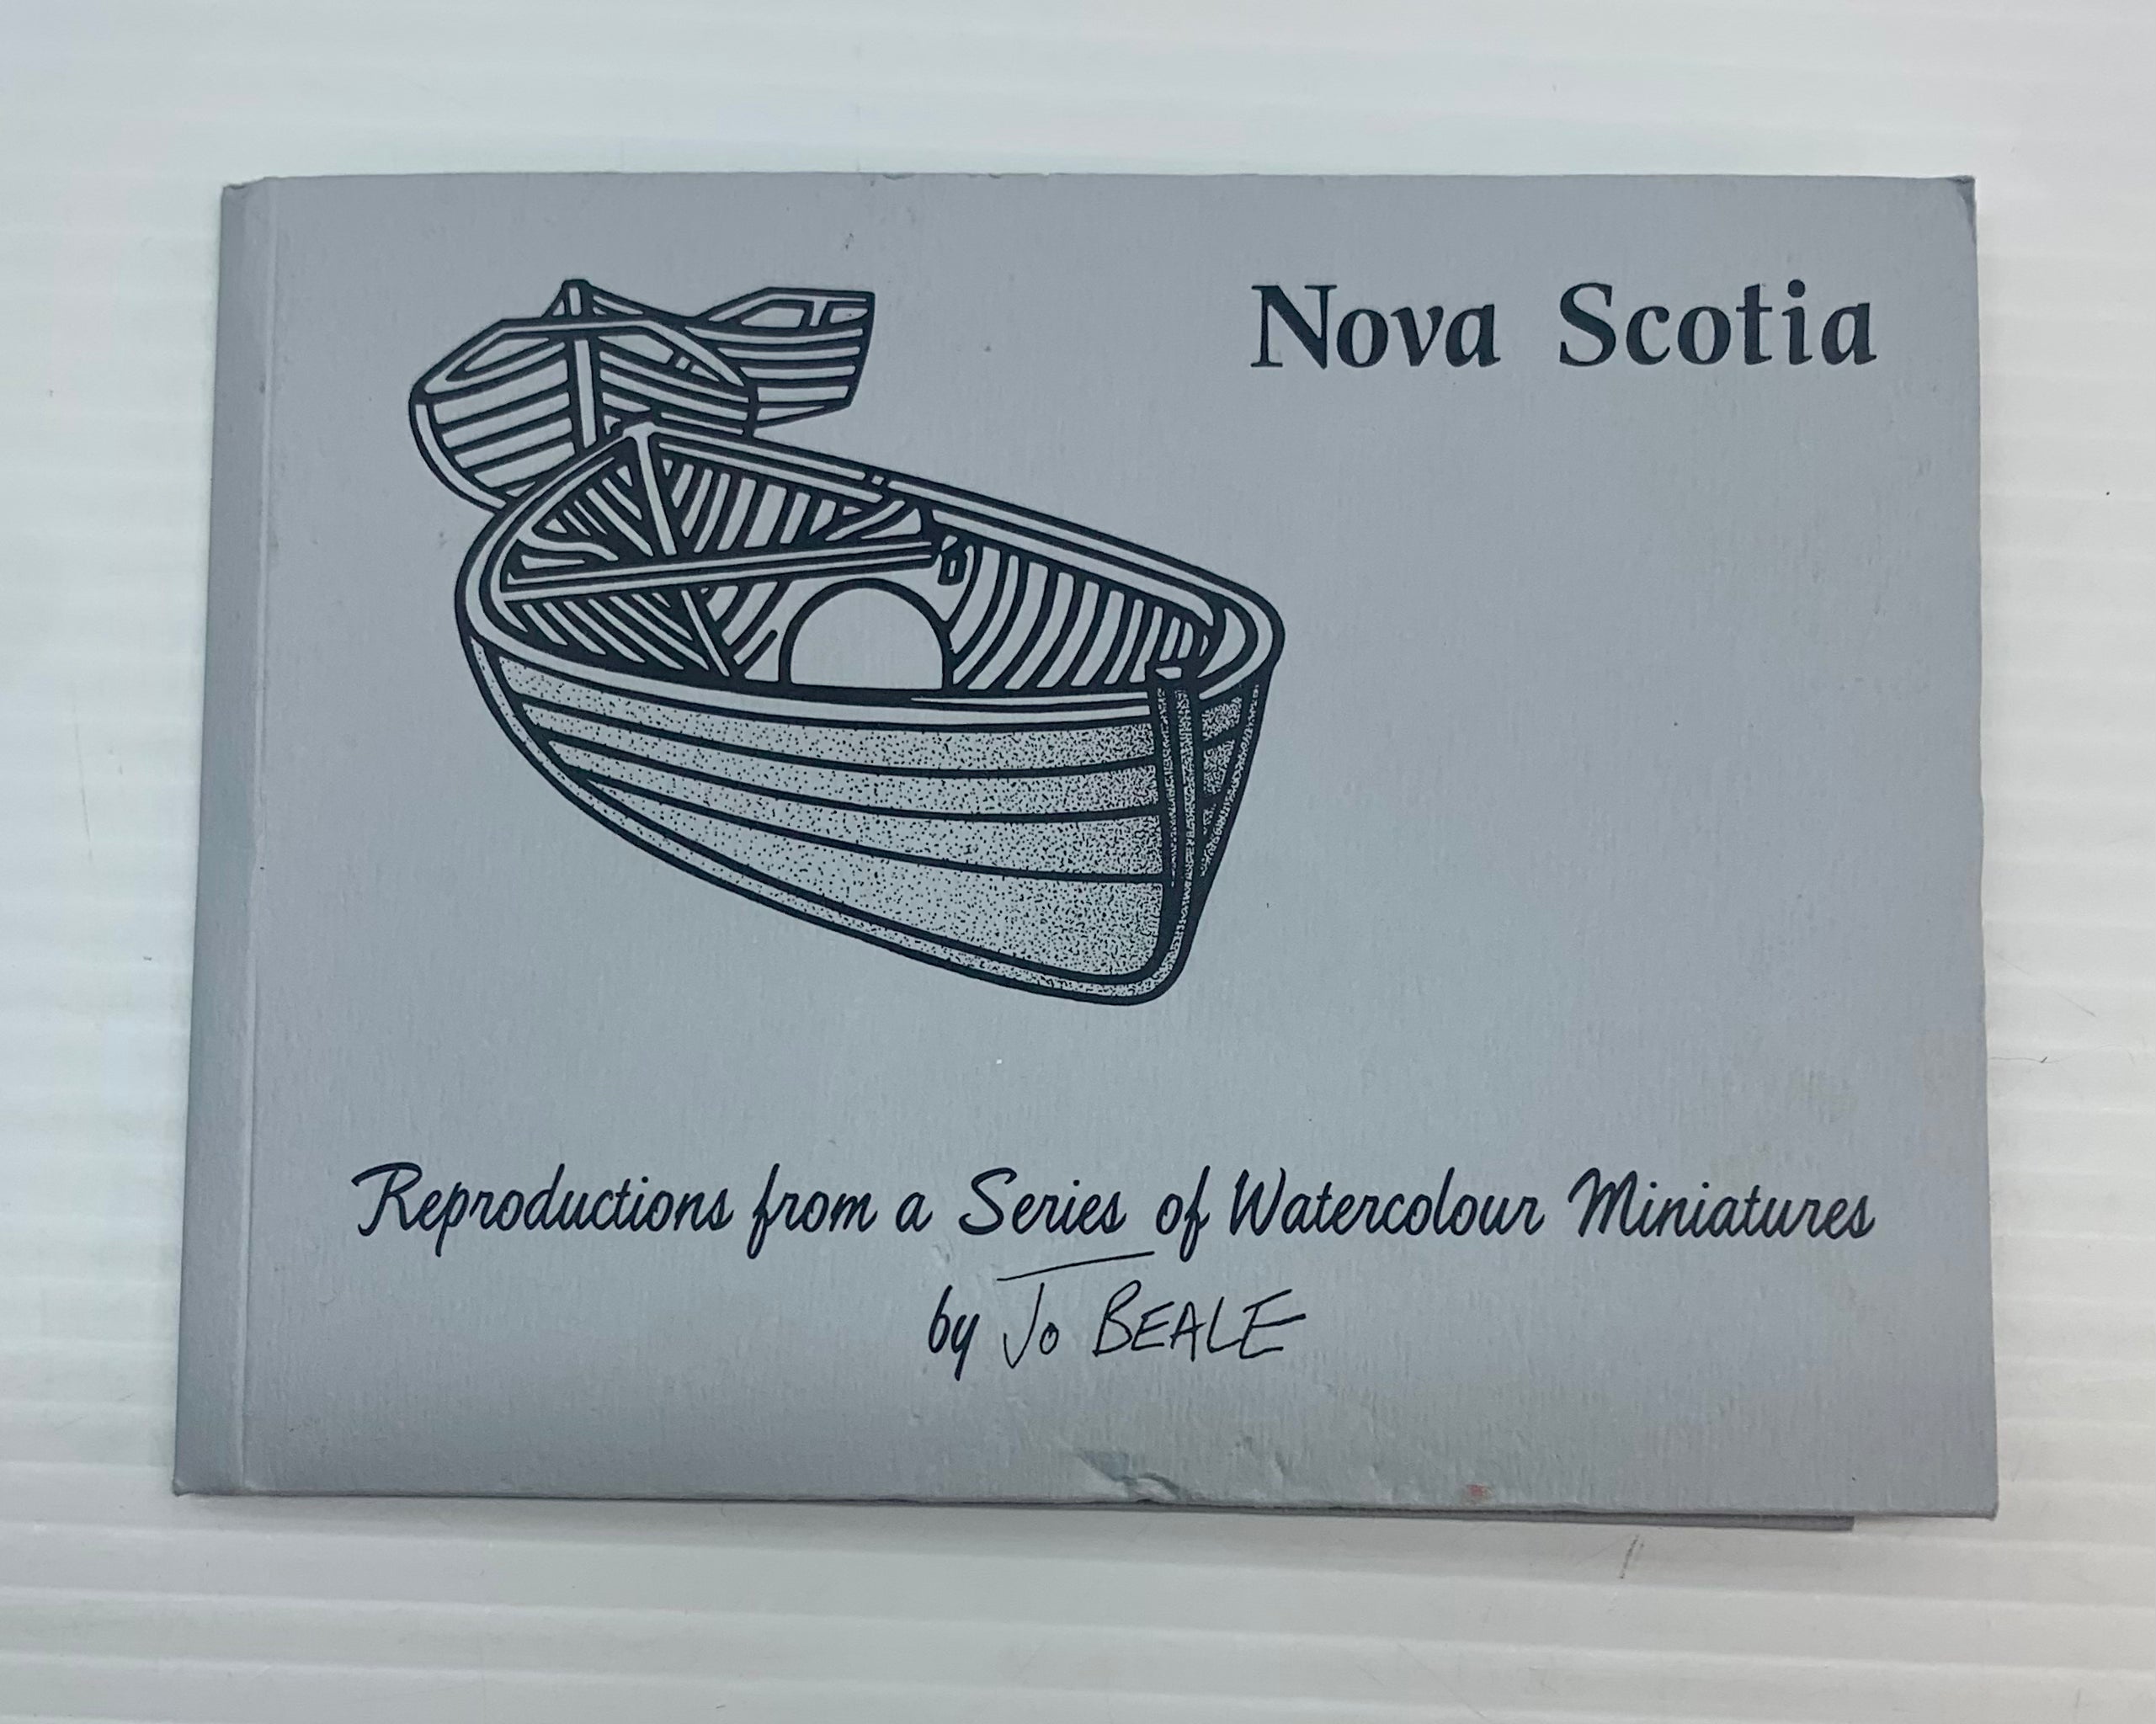 Nova Scotia
Reproductions from a Series of Watercolour Miniatures
by Jo BEALE